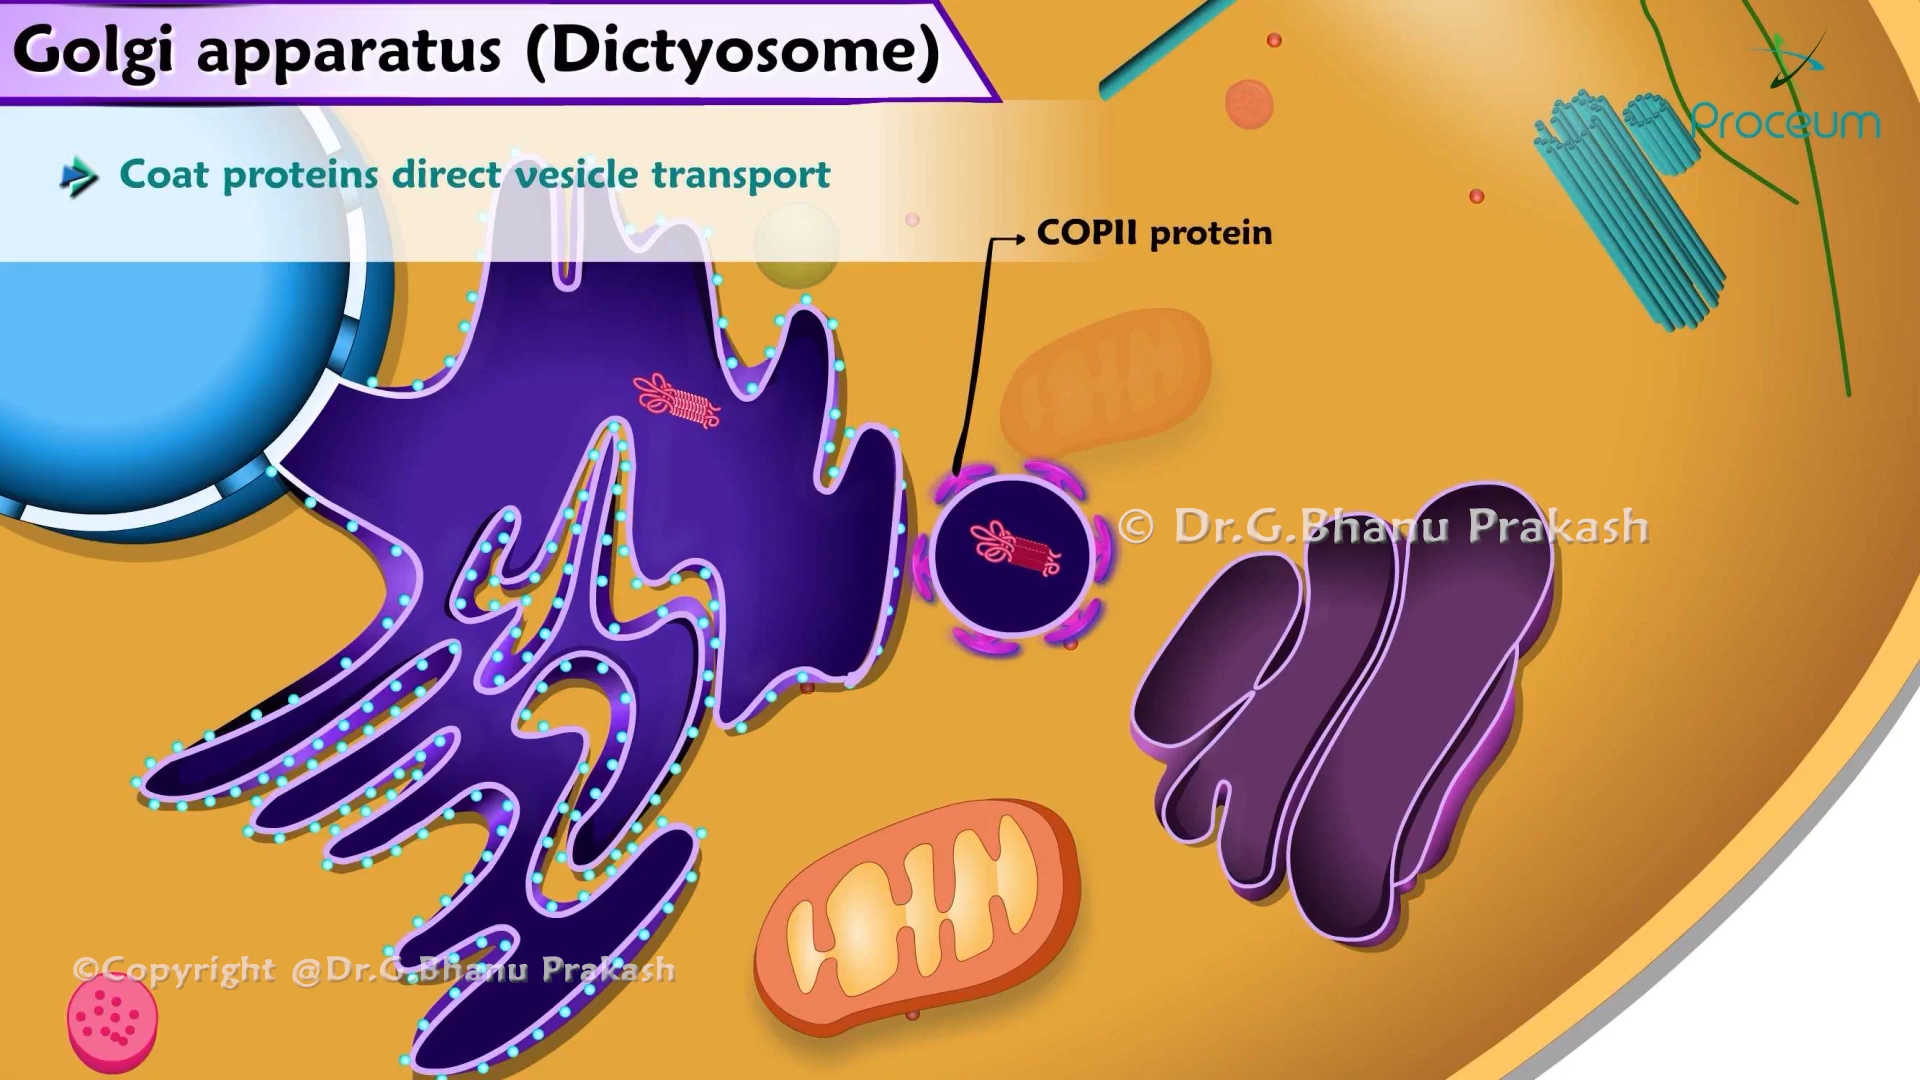 Golgi apparatus (Dictyosome)
Proceum
Coat proteins direct vesicle transport
COPII protein
© Dr.G.Bhanu Prakash
©Copyright @Dr.G.Bhanu Prakash